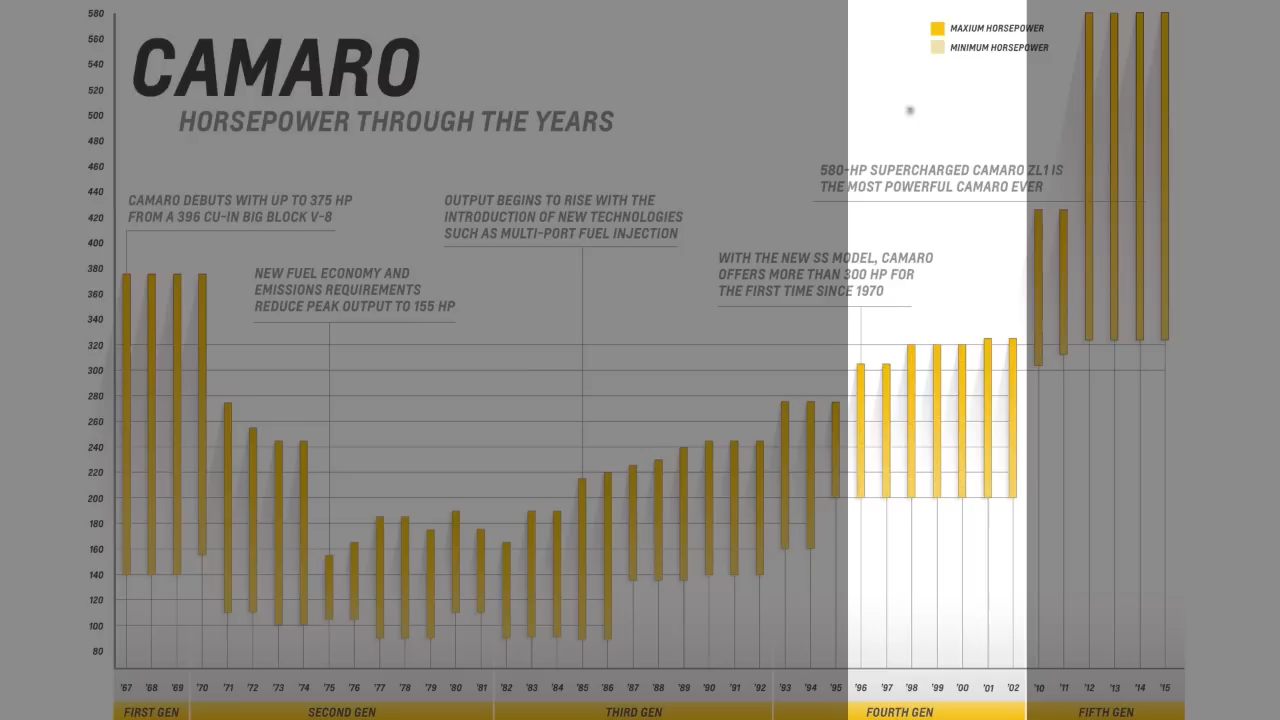 CAMARO
HORSEPOWER THROUGH THE YEARS
MAXIUM HORSEPOWER
MINIMUM HORSEPOWER
580
560
540
520
500
480
460
440
420
400
380
360
340
320
300
280
260
240
220
200
180
160
140
120
100
80
CAMARO DEBUTS WITH UP TO 375 HP
FROM A 396 CU-IN BIG BLOCK V-8
NEW FUEL ECONOMY AND
EMISSIONS REQUIREMENTS
REDUCE PEAK OUTPUT TO 155 HP
OUTPUT BEGINS TO RISE WITH THE
INTRODUCTION OF NEW TECHNOLOGIES
SUCH AS MULTI-PORT FUEL INJECTION
WITH THE NEW SS MODEL, CAMARO
OFFERS MORE THAN 300 HP FOR
THE FIRST TIME SINCE 1970
580-HP SUPERCHARGED CAMARO ZL1 IS
THE MOST POWERFUL CAMARO EVER
'67 '68 '69 '70 '71 '72 '73 '74 '75 '76 '77 '78 '79 '80 '81 '82 '83 '84 '85 '86 '87 '88 '89 '90 '91 '92 '93 '94 '95 '96 '97 '98 '99 '00 '01 '02 '10 '11 '12 '13 '14 '15
FIRST GEN SECOND GEN THIRD GEN FOURTH GEN FIFTH GEN